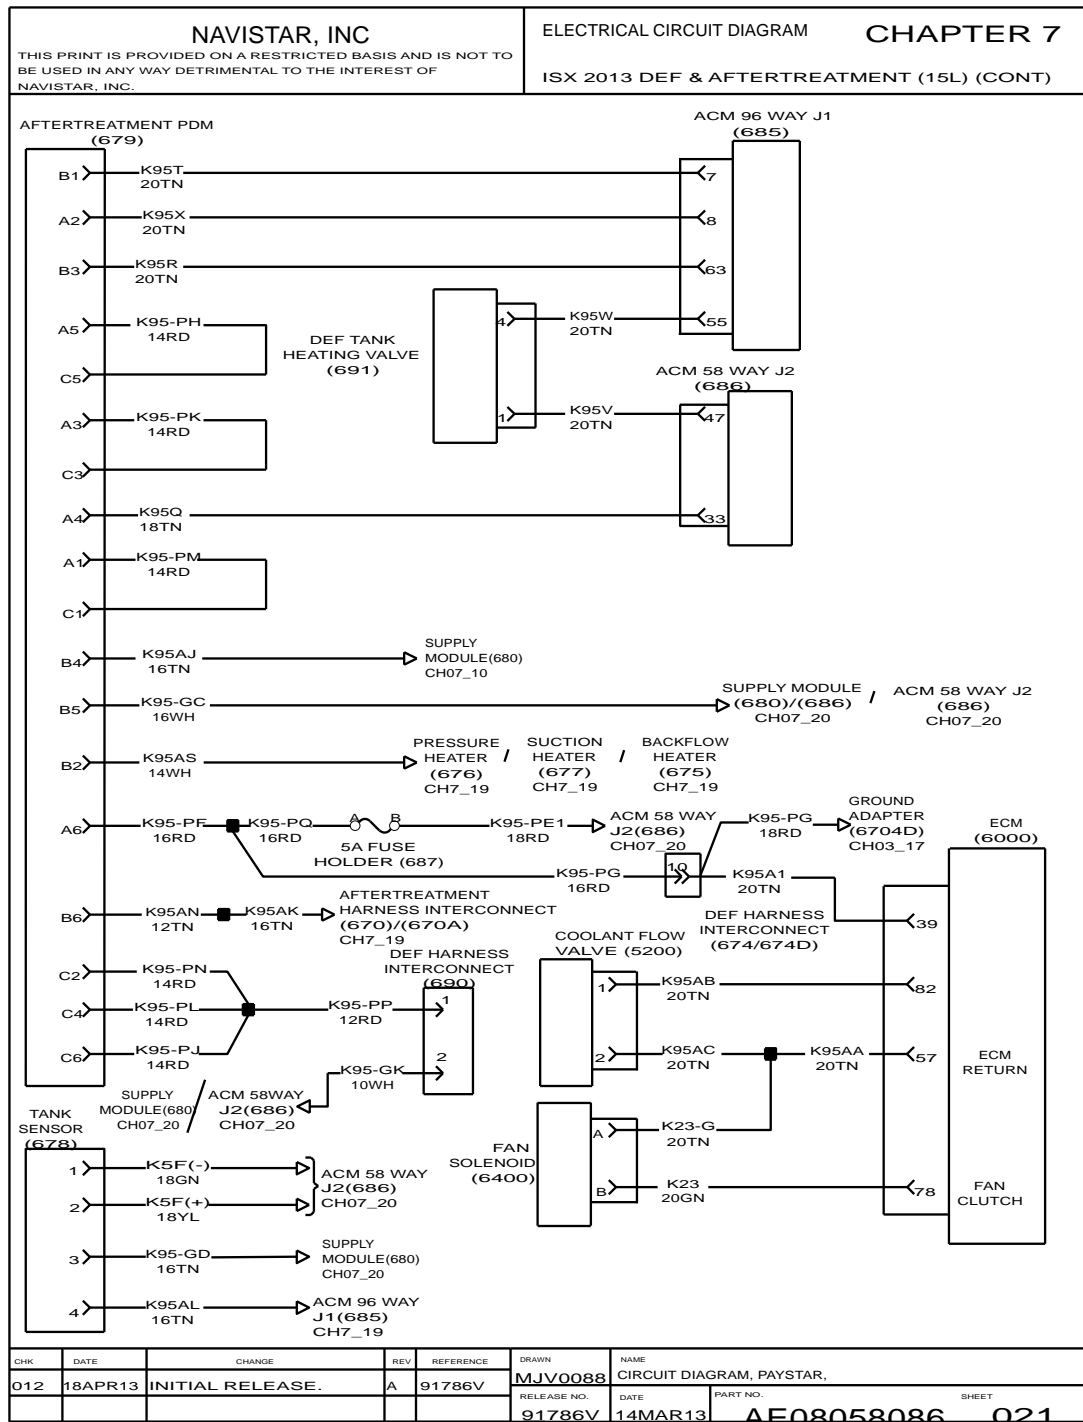 NAVISTAR, INC
THIS PRINT IS PROVIDED ON A RESTRICTED BASIS AND IS NOT TO
BE USED IN ANY WAY DETRIMENTAL TO THE INTEREST OF
NAVISTAR, INC.
ELECTRICAL CIRCUIT DIAGRAM
CHAPTER 7
ISX 2013 DEF & AFTERTREATMENT (15L) (CONT)
AFTERTREATMENT PDM
(679)
ACM 96 WAY J1
(685)
B1 K95T 7
20TN
A2 K95X 8
20TN
B3 K95R 63
20TN
A5 K95-PH
14RD
C5
DEF TANK
HEATING VALVE
(691)
4 K95W 55
20TN
ACM 58 WAY J2
(686)
1 K95V 47
20TN
A3 K95-PK
14RD
C3
A4 K95Q 33
18TN
A1 K95-PM
14RD
C1
B4 K95AJ
16TN
SUPPLY
MODULE(680)
CH07_10
B5 K95-GC
16WH
SUPPLY MODULE
(680)/(686)
CH07_20
/
ACM 58 WAY J2
(686)
CH07_20
B2 K95AS
14WH
PRESSURE
HEATER
(676)
CH7_19
/
SUCTION
HEATER
(677)
CH7_19
/
BACKFLOW
HEATER
(675)
CH7_19
A6 K95-PF
16RD
K95-PQ
16RD
A B
5A FUSE
HOLDER (687)
K95-PE1
18RD
ACM 58 WAY
J2(686)
CH07_20
K95-PG
18RD
GROUND
ADAPTER
(6704D)
CH03_17
ECM
(6000)
K95-PG
16RD
10
K95A1
20TN
39
DEF HARNESS
INTERCONNECT
(674/674D)
B6 K95AN
12TN
K95AK
16TN
AFTERTREATMENT
HARNESS INTERCONNECT
(670)/(670A)
CH7_19
DEF HARNESS
INTERCONNECT
(690)
COOLANT FLOW
VALVE (5200)
C2 K95-PN
14RD
C4 K95-PL
14RD
C6 K95-PJ
14RD
K95-PP
12RD
1
2
K95-GK
10WH
SUPPLY
MODULE(680)
CH07_20
/
ACM 58WAY
J2(686)
CH07_20
1 K95AB 82
20TN
2 K95AC
20TN
K95AA 57
20TN
ECM
RETURN
FAN
SOLENOID
(6400)
A K23-G
20TN
B K23 78
20GN
FAN
CLUTCH
TANK
SENSOR
(678)
1 K5F(-)
18GN
2 K5F(+)
18YL
ACM 58 WAY
J2(686)
CH07_20
3 K95-GD
16TN
SUPPLY
MODULE(680)
CH07_20
4 K95AL
16TN
ACM 96 WAY
J1(685)
CH7_19
CHK DATE CHANGE REV REFERENCE
012 18APR13 INITIAL RELEASE. A 91786V
DRAWN
MJV0088
NAME
CIRCUIT DIAGRAM, PAYSTAR,
RELEASE NO.
91786V
DATE
14MAR13
PART NO.
AE08058086
SHEET
021